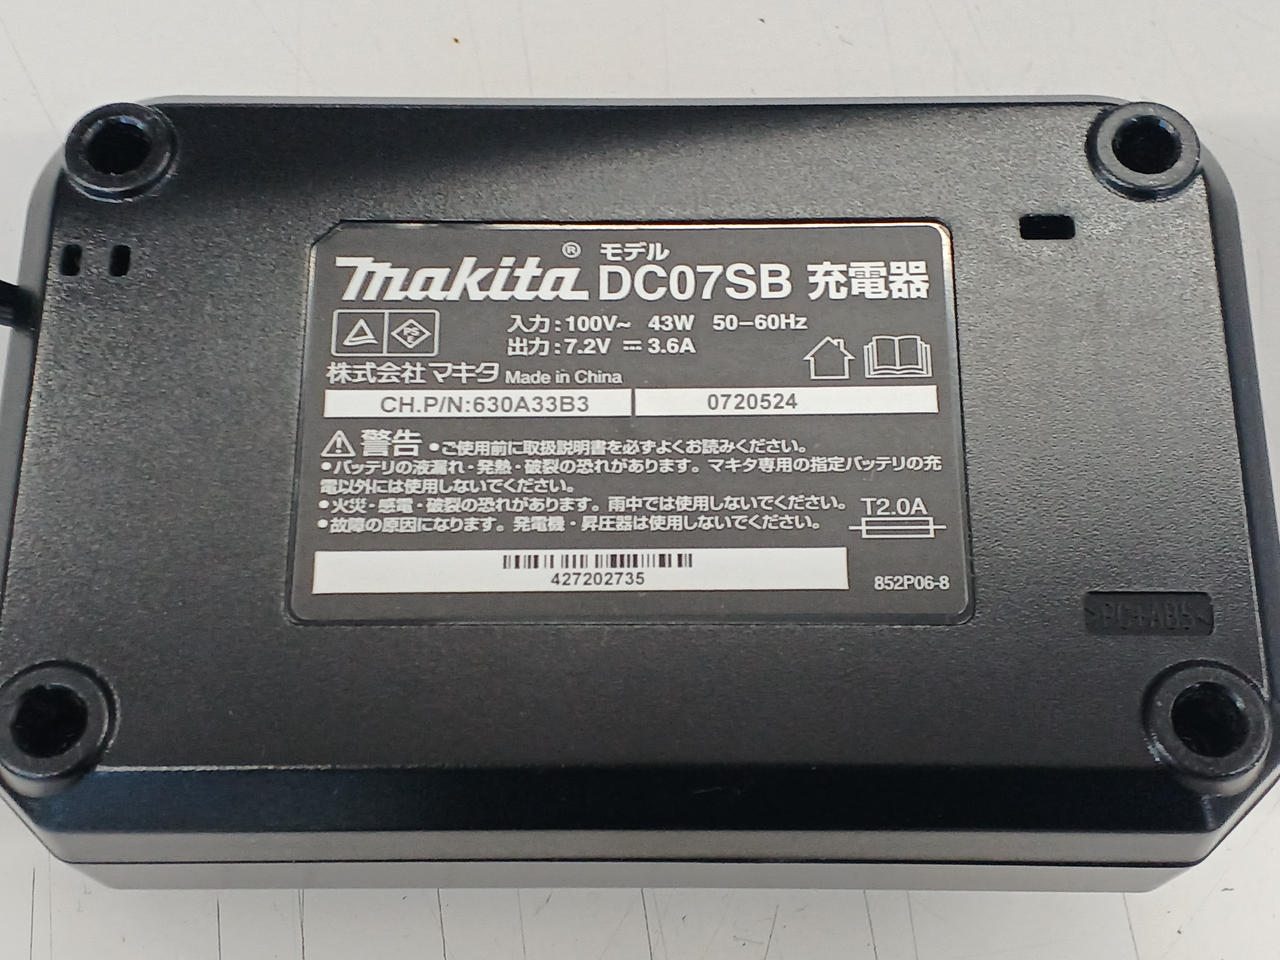 makita® モデル DC07SB 充電器
入力:100V~ 43W 50–60Hz
出力:7.2V ⎓ 3.6A
PS E
株式会社マキタ Made in China
CH.P/N:630A33B3 0720524
⚠警告 •ご使用前に取扱説明書を必ずよくお読みください。
•バッテリの液漏れ・発熱・破裂の恐れがあります。マキタ専用の指定バッテリの充
電以外には使用しないでください。
•火災・感電・破裂の恐れがあります。雨中では使用しないでください。
•故障の原因になります。発電機・昇圧器は使用しないでください。
T2.0A
427202735
852P06-8
>PC+ABS<